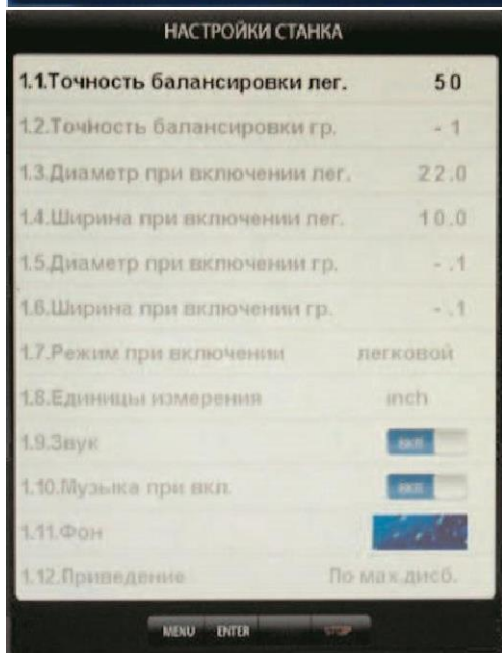 НАСТРОЙКИ СТАНКА
1.1.Точность балансировки лег. 50
1.2.Точность балансировки гр. - 1
1.3.Диаметр при включении лег. 22.0
1.4.Ширина при включении лег. 10.0
1.5.Диаметр при включении гр. - .1
1.6.Ширина при включении гр. - .1
1.7.Режим при включении легковой
1.8.Единицы измерения inch
1.9.Звук вкл
1.10.Музыка при вкл. вкл
1.11.Фон
1.12.Приведение По мах.дисб.
MENU ENTER STOP